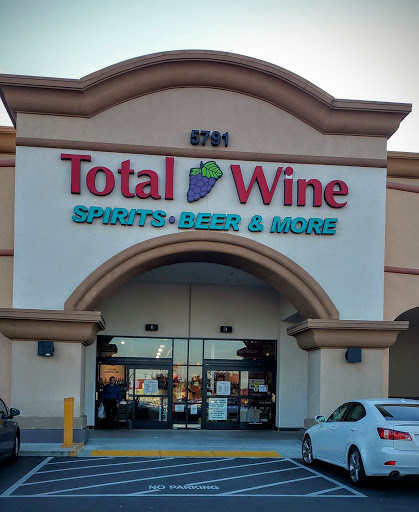 5791
Total Wine
SPIRITS • BEER & MORE
NO PARKING